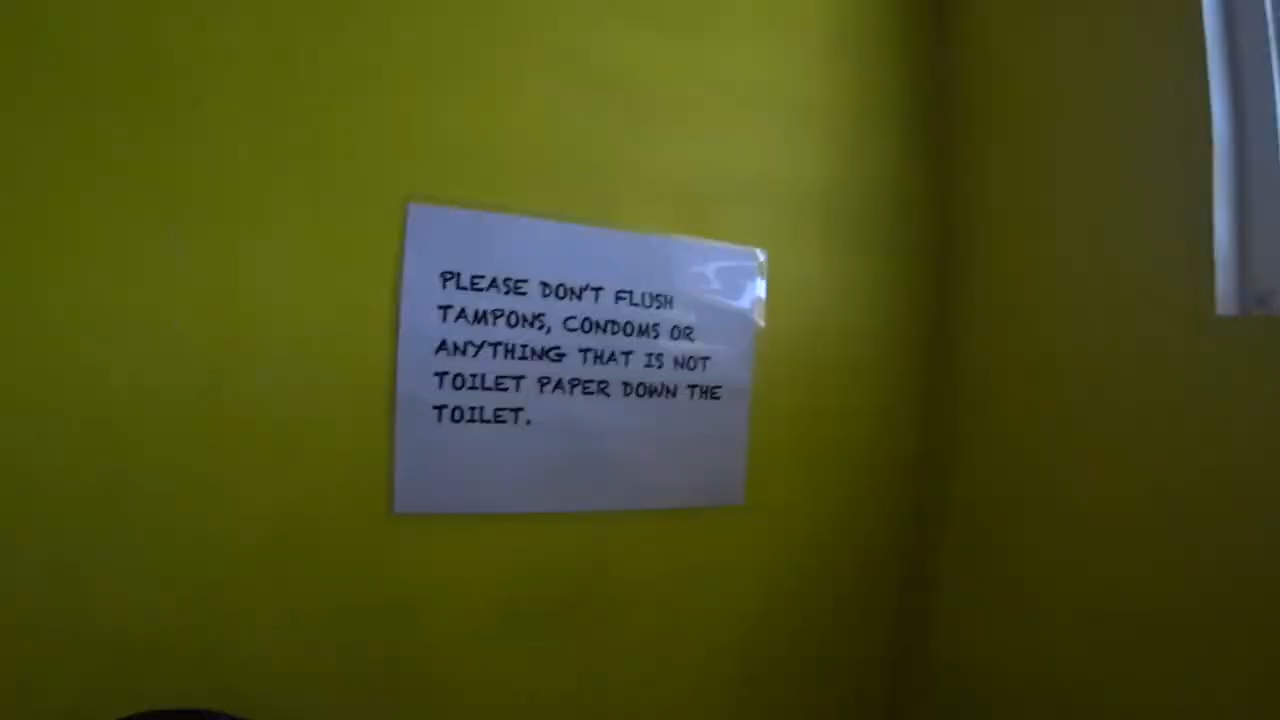 PLEASE DON'T FLUSH
TAMPONS, CONDOMS OR
ANYTHING THAT IS NOT
TOILET PAPER DOWN THE
TOILET.